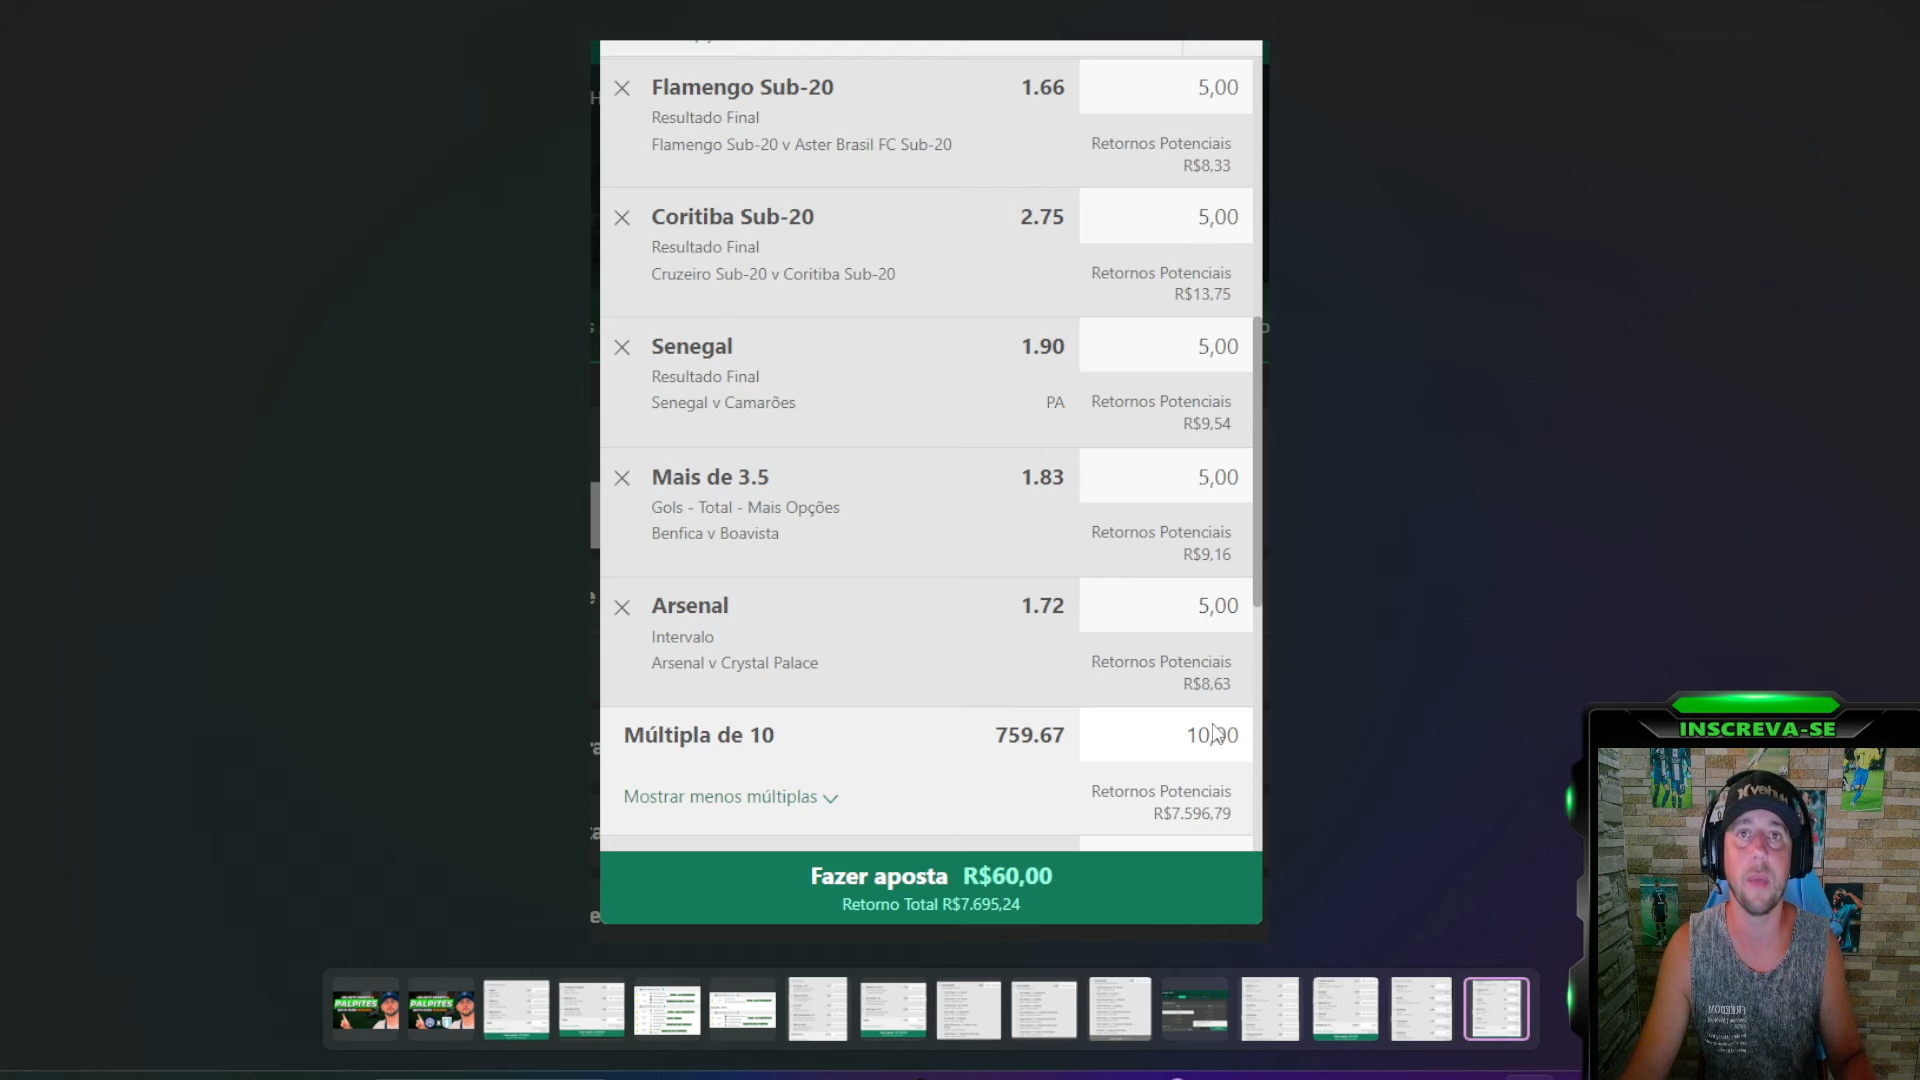 Flamengo Sub-20 1.66 5,00
Resultado Final
Flamengo Sub-20 v Aster Brasil FC Sub-20
Retornos Potenciais
R$8,33
Coritiba Sub-20 2.75 5,00
Resultado Final
Cruzeiro Sub-20 v Coritiba Sub-20
Retornos Potenciais
R$13,75
Senegal 1.90 5,00
Resultado Final
Senegal v Camarões PA
Retornos Potenciais
R$9,54
Mais de 3.5 1.83 5,00
Gols - Total - Mais Opções
Benfica v Boavista
Retornos Potenciais
R$9,16
Arsenal 1.72 5,00
Intervalo
Arsenal v Crystal Palace
Retornos Potenciais
R$8,63
Múltipla de 10 759.67 10,00
Mostrar menos múltiplas
Retornos Potenciais
R$7.596,79
Fazer aposta R$60,00
Retorno Total R$7.695,24
INSCREVA-SE
PALPITES
PALPITES